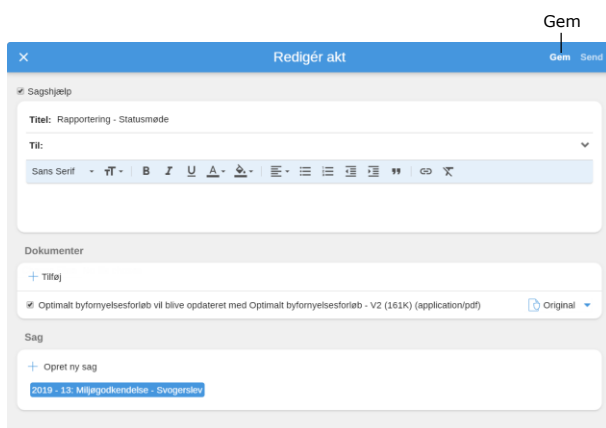 Gem
Redigér akt
Gem Send
Sagshjælp
Titel: Rapportering - Statusmøde
Til:
Sans Serif B I U A
Dokumenter
Tilføj
Optimalt byfornyelsesforløb vil blive opdateret med Optimalt byfornyelsesforløb - V2 (161K) (application/pdf) Original
Sag
Opret ny sag
2019 - 13: Miljøgodkendelse - Svogerslev